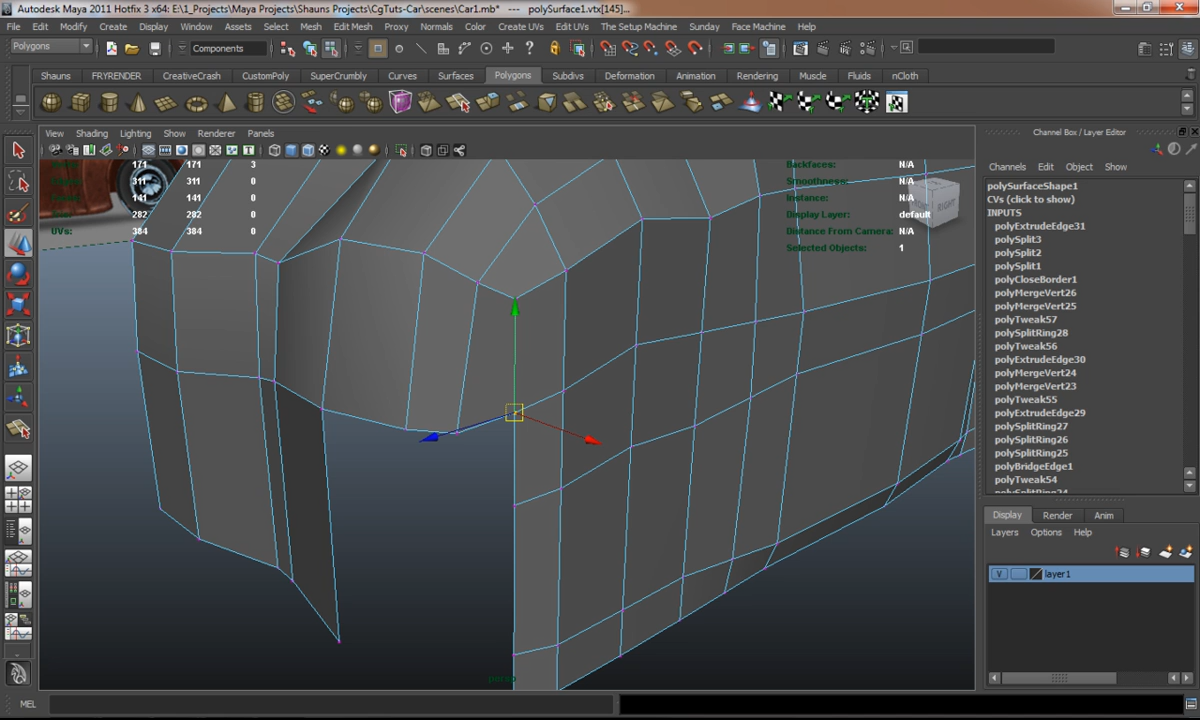 Autodesk Maya 2011 Hotfix 3 x64: E:\1_Projects\Maya Projects\Shauns Projects\CgTuts-Car\scenes\Car1.mb* --- polySurface1.vtx[145]...
File Edit Modify Create Display Window Assets Select Mesh Edit Mesh Proxy Normals Color Create UVs Edit UVs The Setup Machine Sunday Face Machine Help
Polygons Components
Shauns FRYRENDER CreativeCrash CustomPoly SuperCrumbly Curves Surfaces Polygons Subdivs Deformation Animation Rendering Muscle Fluids nCloth
View Shading Lighting Show Renderer Panels
Channel Box / Layer Editor
171 171 3
311 311 0
141 141 0
282 282 0
UVs: 384 384 0
Backfaces: N/A
Smoothness: N/A
Instance: N/A
Display Layer: default
Distance From Camera: N/A
Selected Objects: 1
RIGHT
Channels Edit Object Show
polySurfaceShape1
CVs (click to show)
INPUTS
polyExtrudeEdge31
polySplit3
polySplit2
polySplit1
polyCloseBorder1
polyMergeVert26
polyMergeVert25
polyTweak57
polySplitRing28
polyTweak56
polyExtrudeEdge30
polyMergeVert24
polyMergeVert23
polyTweak55
polyExtrudeEdge29
polySplitRing27
polySplitRing26
polySplitRing25
polyBridgeEdge1
polyTweak54
Display Render Anim
Layers Options Help
V layer1
persp
MEL